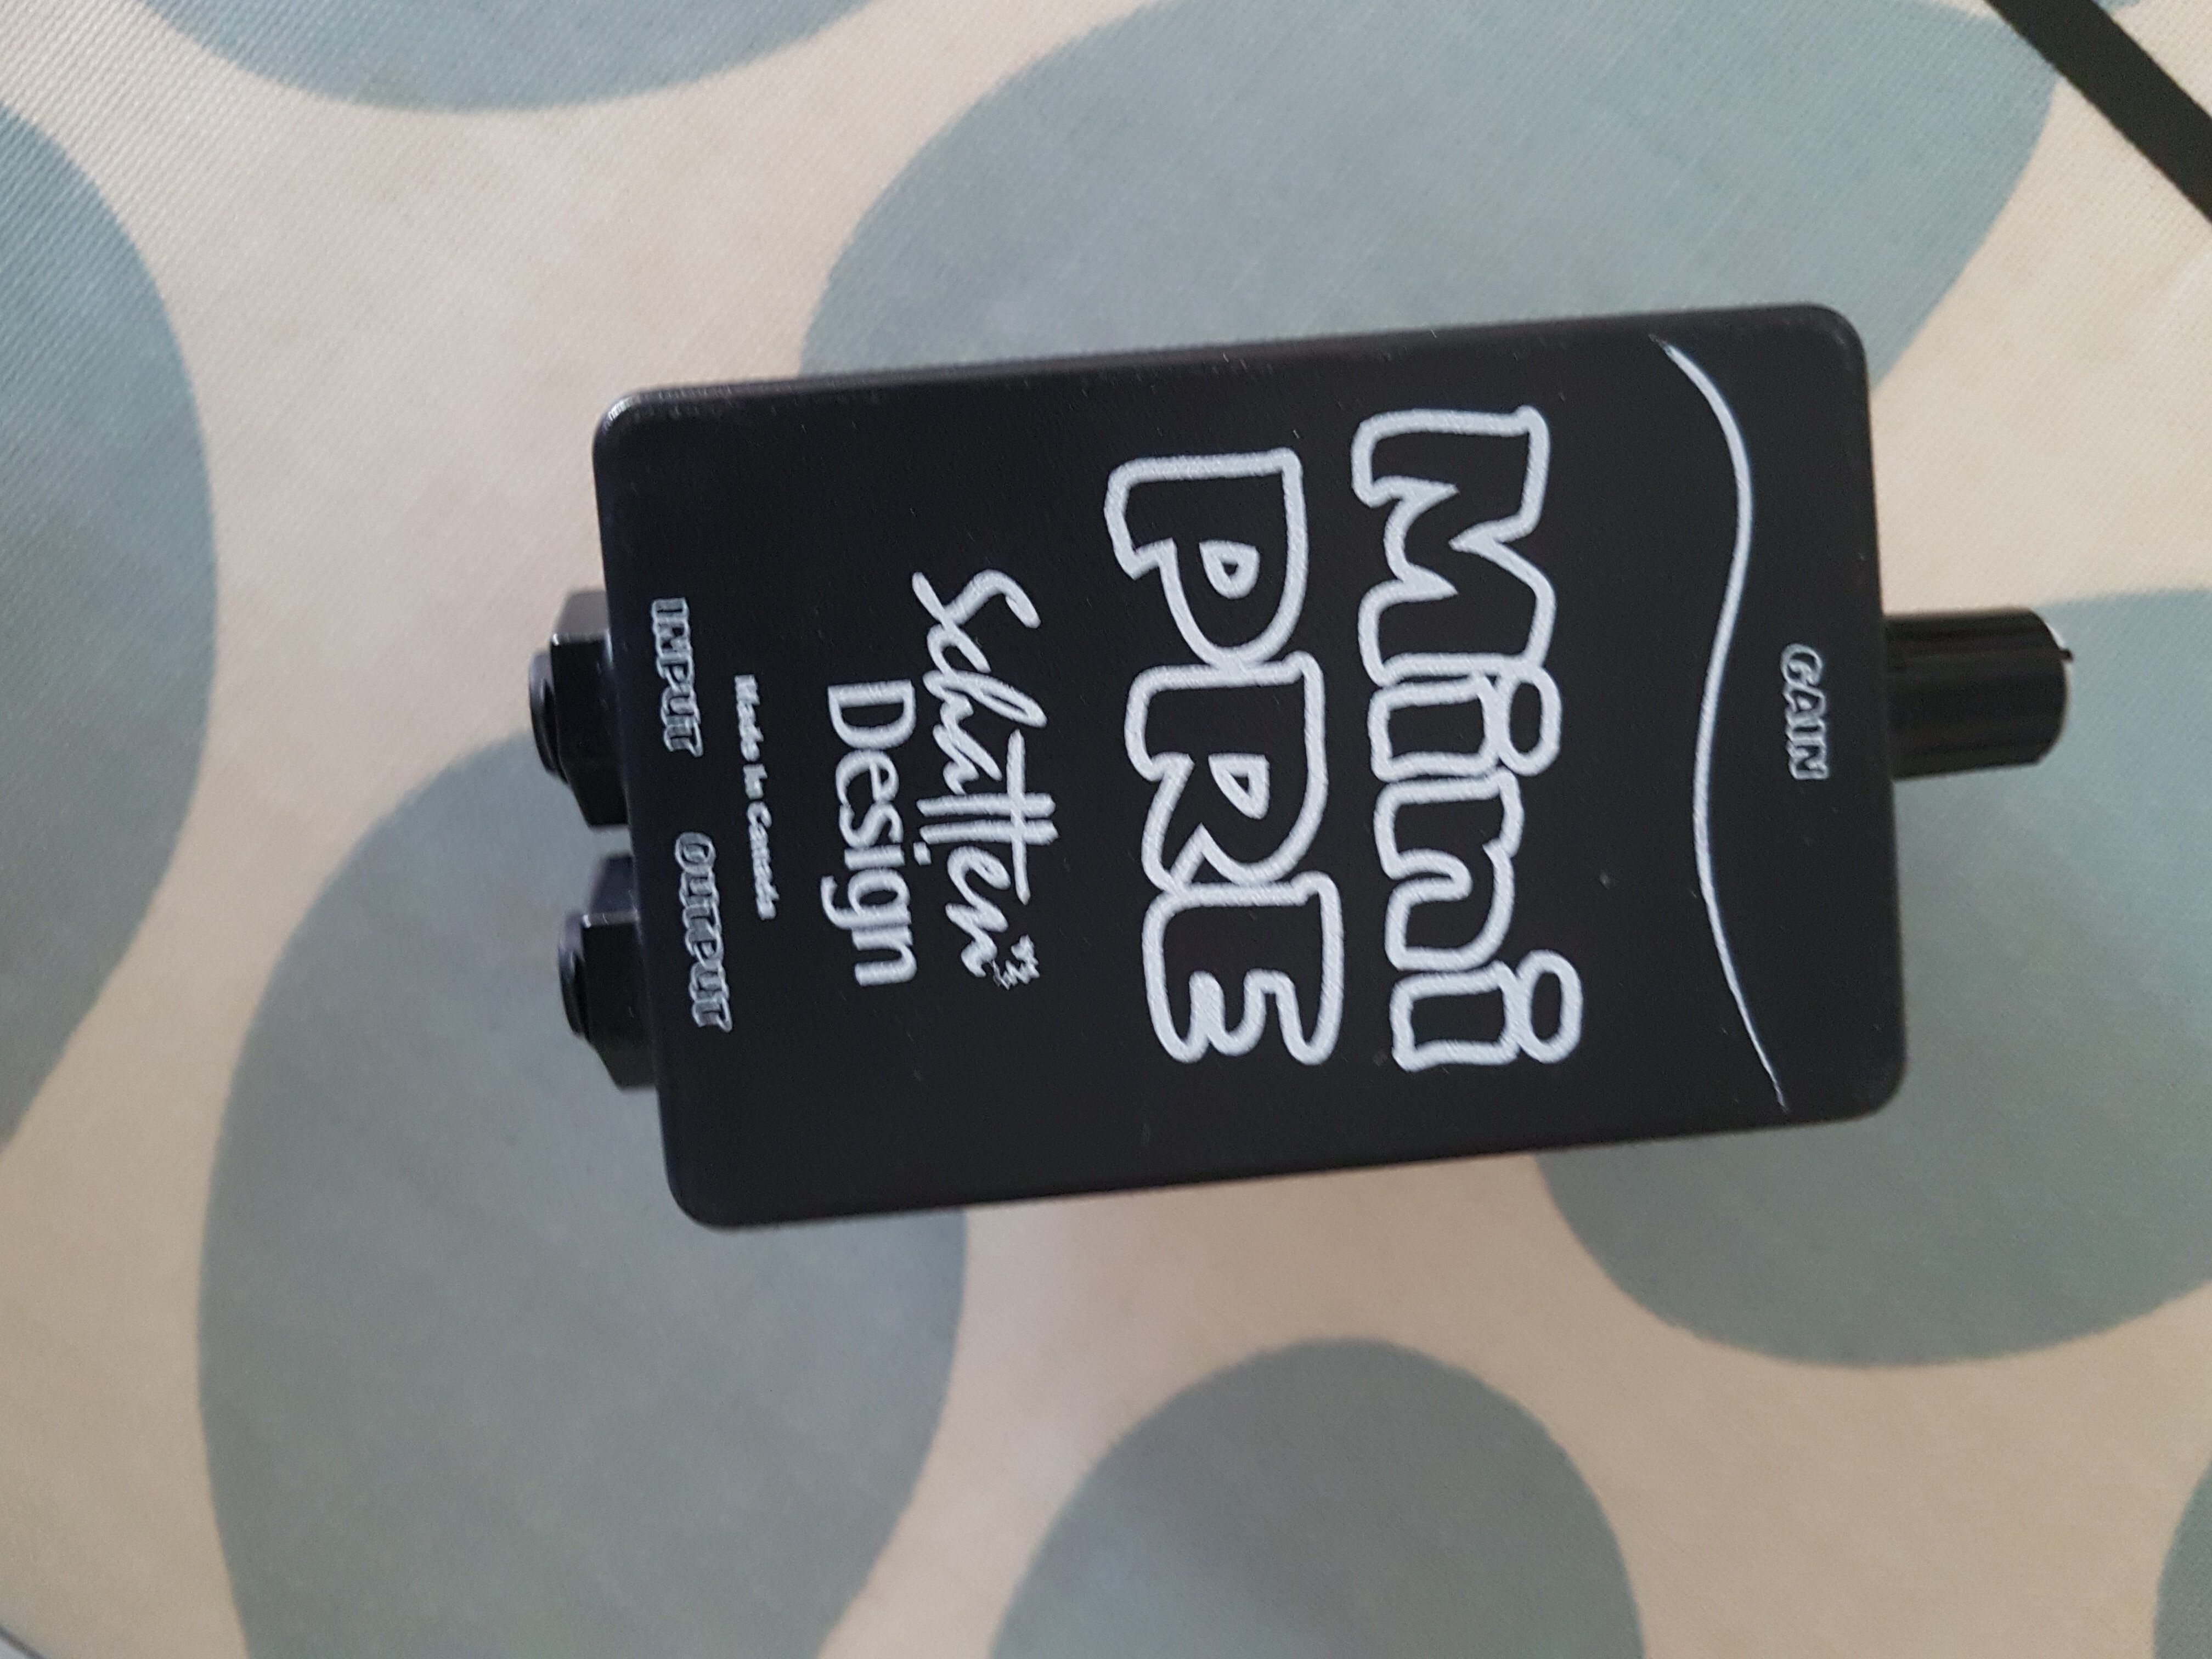 GAIN
Mini
PRE
Schatten
Design
Made in Canada
INPUT OUTPUT